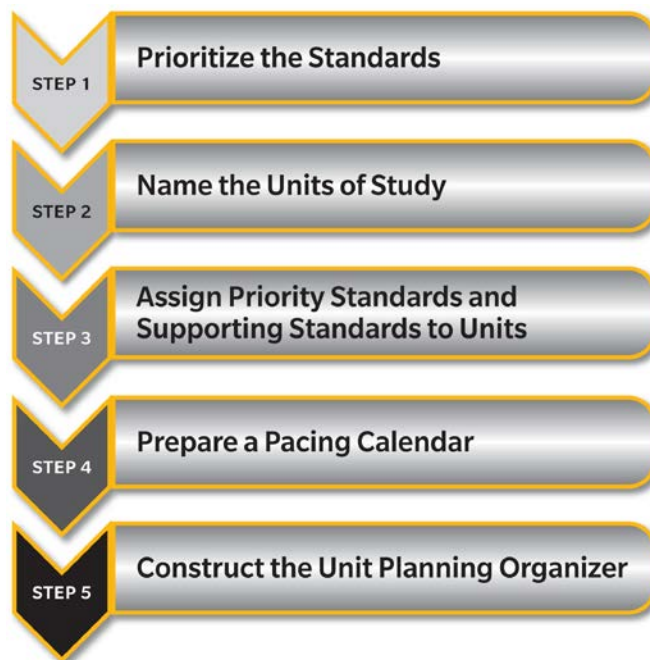 STEP 1
Prioritize the Standards
STEP 2
Name the Units of Study
STEP 3
Assign Priority Standards and
Supporting Standards to Units
STEP 4
Prepare a Pacing Calendar
STEP 5
Construct the Unit Planning Organizer